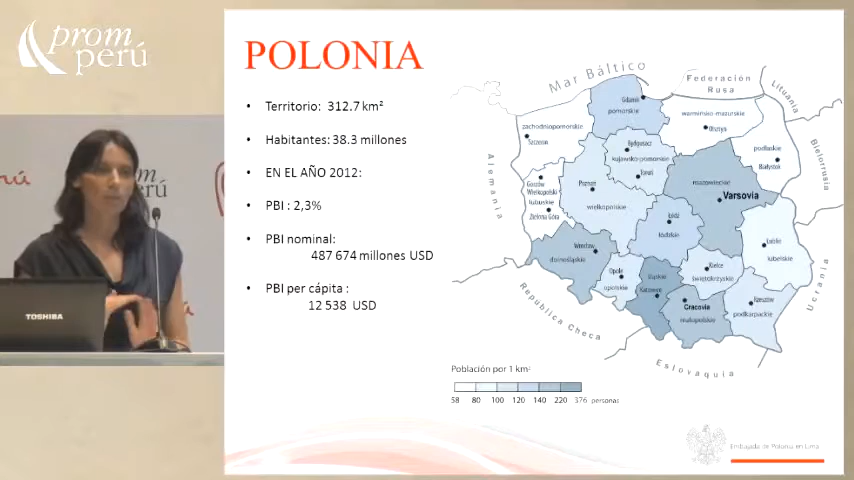 prom
perú
POLONIA
• Territorio: 312.7 km²
• Habitantes: 38.3 millones
• EN EL AÑO 2012:
• PBI : 2,3%
• PBI nominal:
487 674 millones USD
• PBI per cápita :
12 538 USD
TOSHIBA
Mar Báltico
Federación
Rusa
Lituania
Bielorrusia
Ucrania
Eslovaquia
República Checa
Alemania
Gdańsk
pomorskie
warmińsko-mazurskie
Olsztyn
zachodniopomorskie
Szczecin
podlaskie
Białystok
Bydgoszcz
kujawsko-pomorskie
Toruń
Gorzów
Wielkopolski
lubuskie
Zielona Góra
Poznań
wielkopolskie
mazowieckie
Varsovia
Łódź
łódzkie
Lublin
lubelskie
Wrocław
dolnośląskie
Opole
opolskie
śląskie
Katowice
Kielce
świętokrzyskie
Cracovia
małopolskie
Rzeszów
podkarpackie
Población por 1 km²
58 80 100 120 140 220 376 personas
Embajada de Polonia en Lima